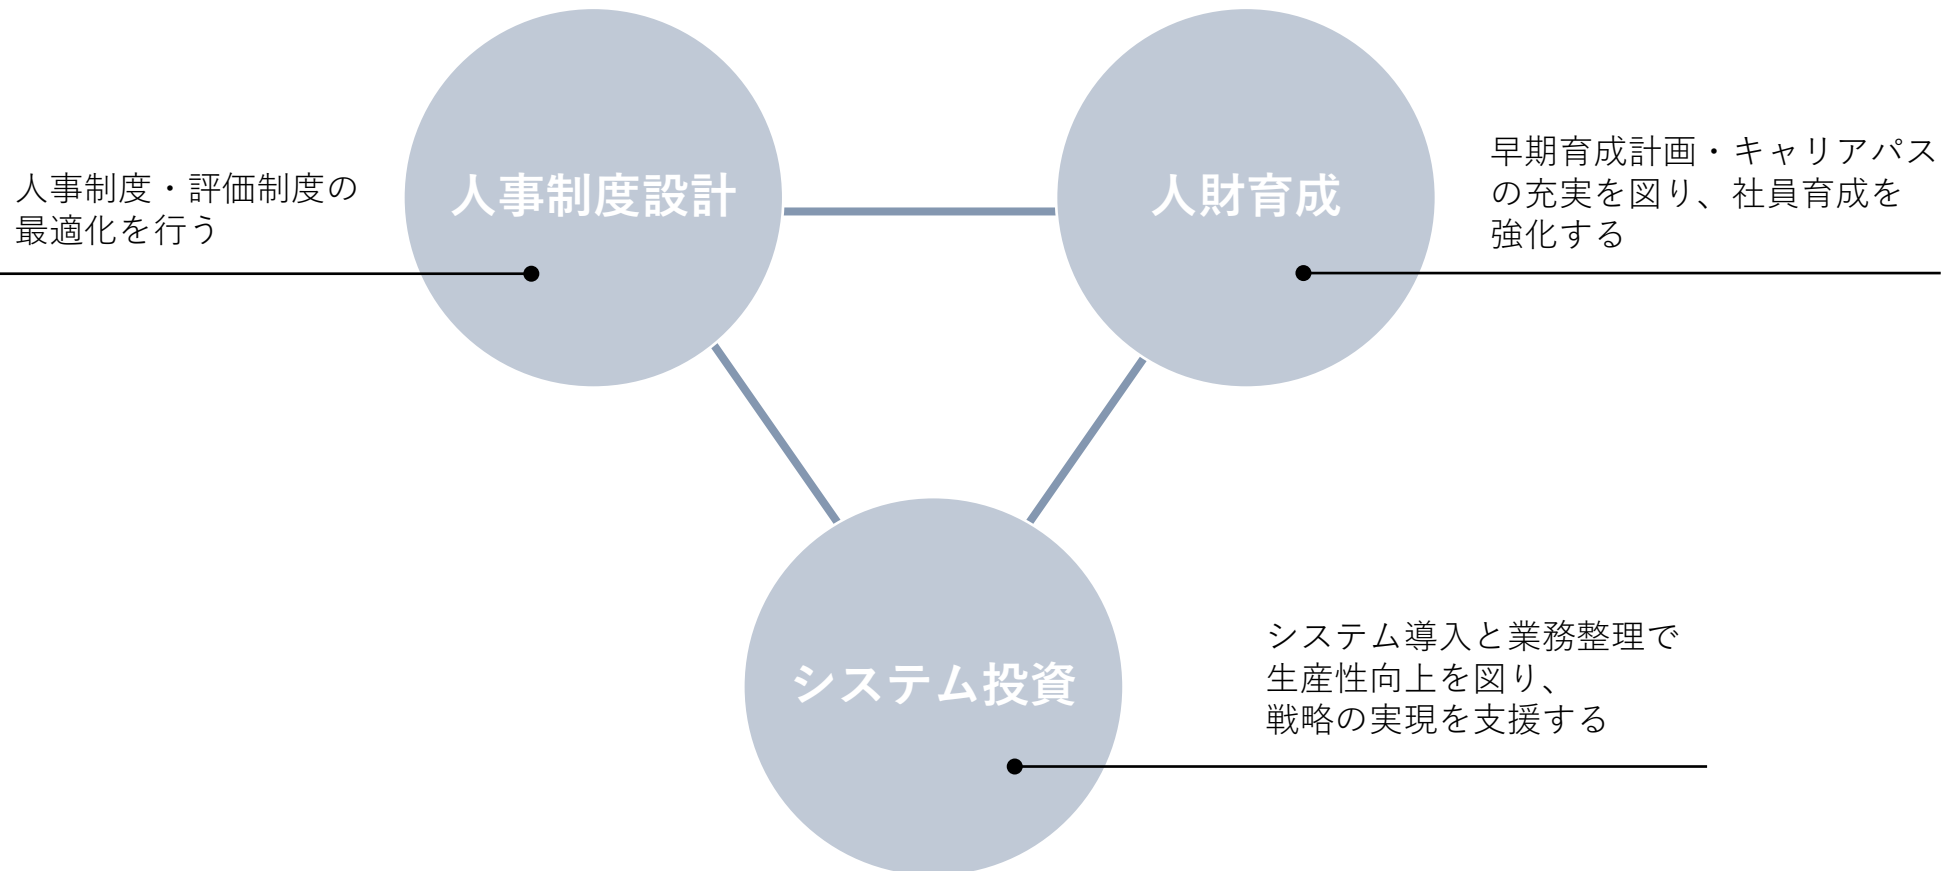 人事制度・評価制度の
最適化を行う
人事制度設計
人財育成
早期育成計画・キャリアパス
の充実を図り、社員育成を
強化する
システム投資
システム導入と業務整理で
生産性向上を図り、
戦略の実現を支援する